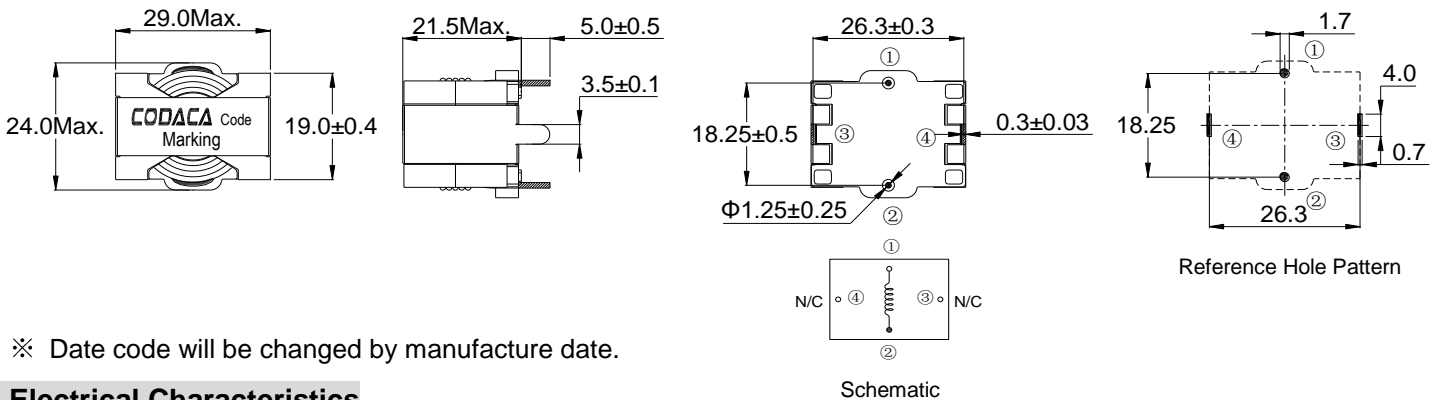 29.0Max.
24.0Max.
CODACA Code
Marking
19.0±0.4
21.5Max.
5.0±0.5
3.5±0.1
26.3±0.3
①
18.25±0.5
③
④
0.3±0.03
Φ1.25±0.25
②
①
N/C
④
③
N/C
②
Schematic
1.7
①
4.0
18.25
④
③
0.7
②
26.3
Reference Hole Pattern
※ Date code will be changed by manufacture date.
Electrical Characteristics